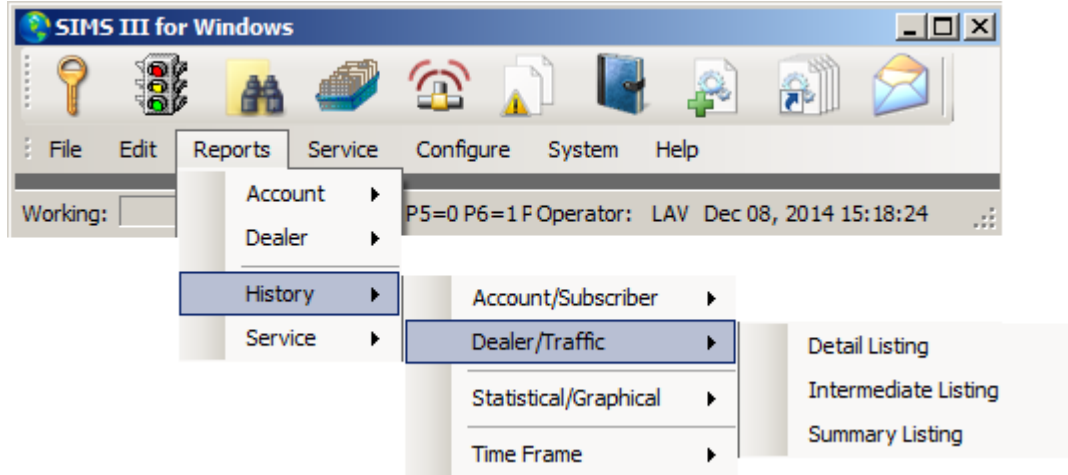 SIMS III for Windows
File Edit Reports Service Configure System Help
Working: P5=0 P6=1 F Operator: LAV Dec 08, 2014 15:18:24
Account
Dealer
History
Service
Account/Subscriber
Dealer/Traffic
Statistical/Graphical
Time Frame
Detail Listing
Intermediate Listing
Summary Listing